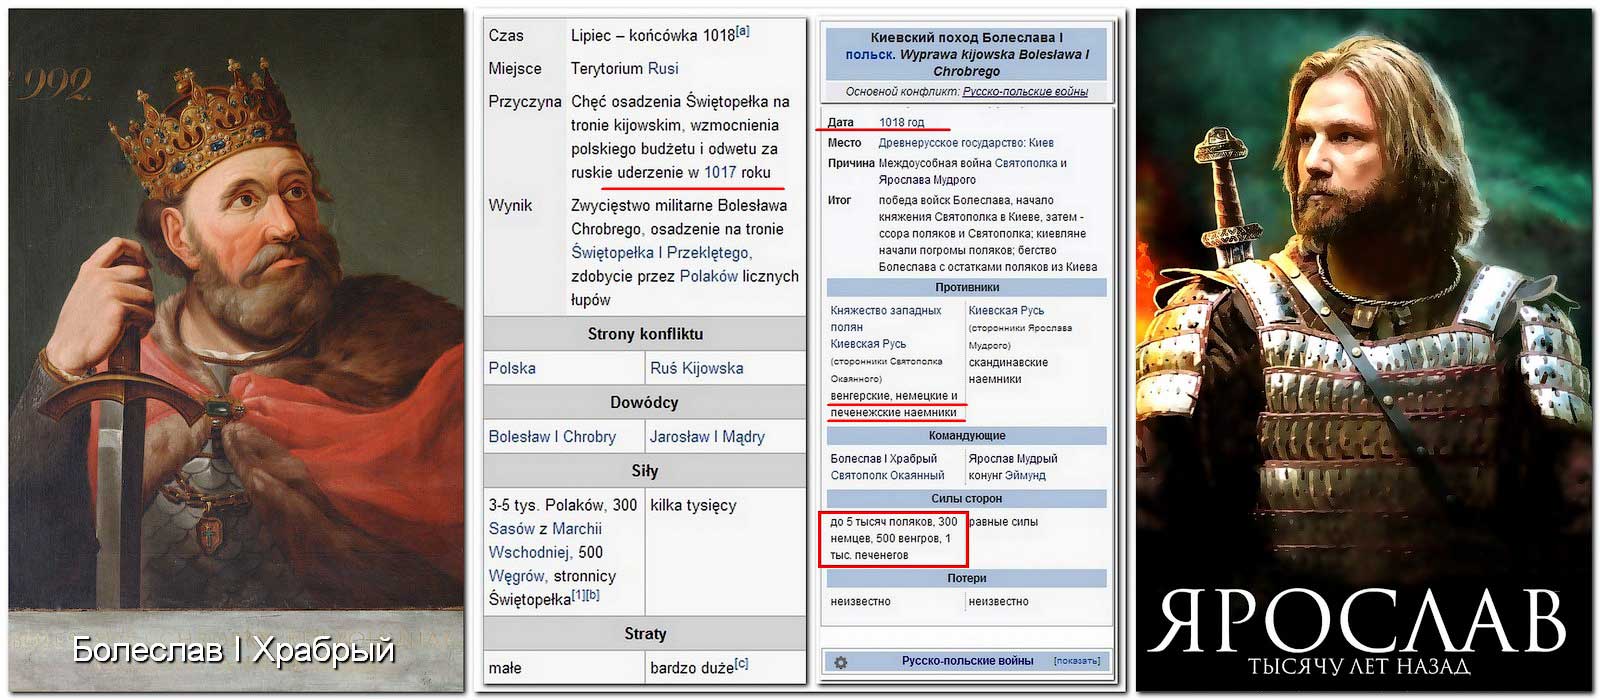 992.
Болеслав I Храбрый
Czas
Lipiec – końcówka 1018[a]
Miejsce
Terytorium Rusi
Przyczyna
Chęć osadzenia Świętopełka na
tronie kijowskim, wzmocnienia
polskiego budżetu i odwetu za
ruskie uderzenie w 1017 roku
Wynik
Zwycięstwo militarne Bolesława
Chrobrego, osadzenie na tronie
Świętopełka I Przeklętego,
zdobycie przez Polaków licznych
łupów
Strony konfliktu
Polska
Ruś Kijowska
Dowódcy
Bolesław I Chrobry
Jarosław I Mądry
Siły
3-5 tys. Polaków, 300
Sasów z Marchii
Wschodniej, 500
Węgrów, stronnicy
Świętopełka[1][b]
kilka tysięcy
Straty
małe
bardzo duże[c]
Киевский поход Болеслава I
польск. Wyprawa kijowska Bolesława I
Chrobrego
Основной конфликт: Русско-польские войны
Дата
1018 год
Место
Древнерусское государство: Киев
Причина
Междоусобная война Святополка и
Ярослава Мудрого
Итог
победа войск Болеслава, начало
княжения Святополка в Киеве, затем -
ссора поляков и Святополка; киевляне
начали погромы поляков; бегство
Болеслава с остатками поляков из Киева
Противники
Княжество западных
полян
Киевская Русь
(сторонники Святополка
Окаянного)
венгерские, немецкие и
печенежские наемники
Киевская Русь
(сторонники Ярослава
Мудрого)
скандинавские
наемники
Командующие
Болеслав I Храбрый
Святополк Окаянный
Ярослав Мудрый
конунг Эймунд
Силы сторон
до 5 тысяч поляков, 300
немцев, 500 венгров, 1
тыс. печенегов
равные силы
Потери
неизвестно
неизвестно
Русско-польские войны
[показать]
ЯРОСЛАВ
ТЫСЯЧУ ЛЕТ НАЗАД